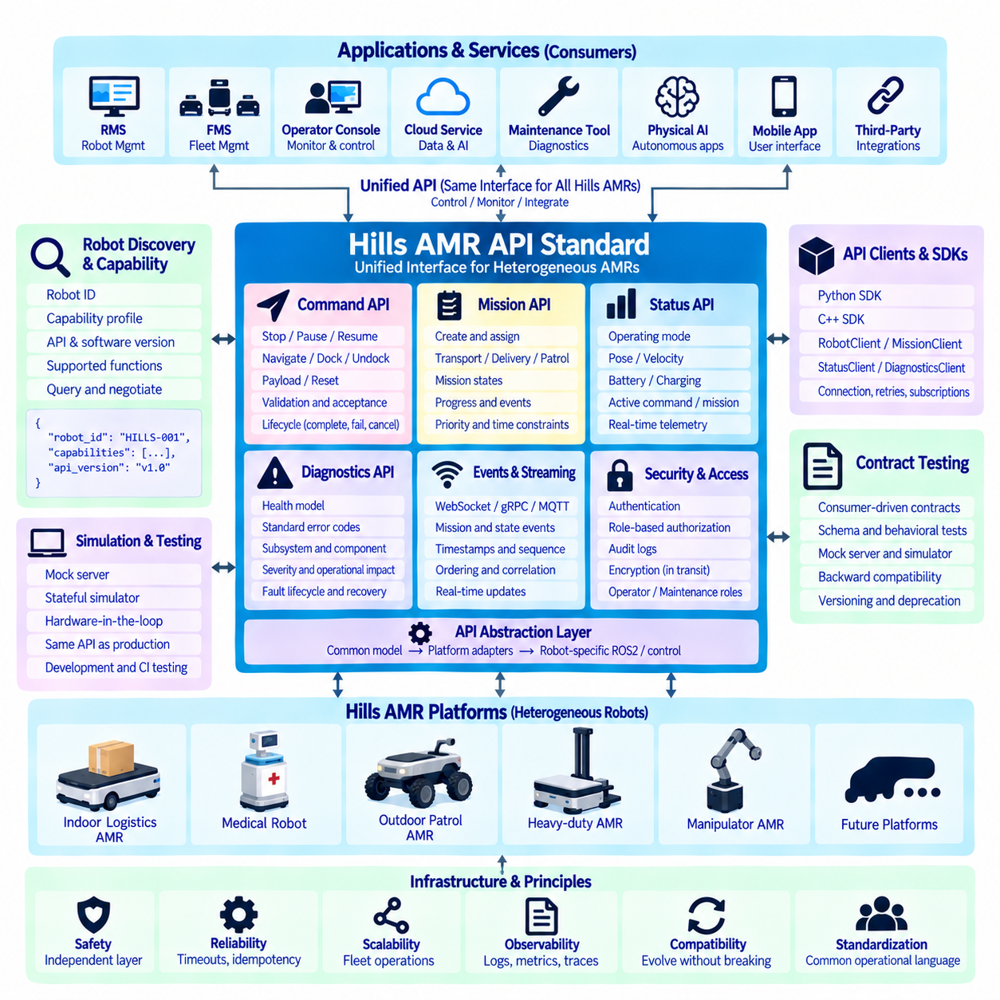 Applications & Services (Consumers)
RMS
Robot Mgmt
FMS
Fleet Mgmt
Operator Console
Monitor & control
Cloud Service
Data & AI
Maintenance Tool
Diagnostics
Physical AI
Autonomous apps
Mobile App
User interface
Third-Party
Integrations
Unified API (Same Interface for All Hills AMRs)
Control / Monitor / Integrate
Robot Discovery
& Capability
Robot ID
Capability profile
API & software version
Supported functions
Query and negotiate
{
"robot_id": "HILLS-001",
"capabilities": [...],
"api_version": "v1.0"
}
Simulation & Testing
Mock server
Stateful simulator
Hardware-in-the-loop
Same API as production
Development and CI testing
Hills AMR API Standard
Unified Interface for Heterogeneous AMRs
Command API
Stop / Pause / Resume
Navigate / Dock / Undock
Payload / Reset
Validation and acceptance
Lifecycle (complete, fail, cancel)
Mission API
Create and assign
Transport / Delivery / Patrol
Mission states
Progress and events
Priority and time constraints
Status API
Operating mode
Pose / Velocity
Battery / Charging
Active command / mission
Real-time telemetry
Diagnostics API
Health model
Standard error codes
Subsystem and component
Severity and operational impact
Fault lifecycle and recovery
Events & Streaming
WebSocket / gRPC / MQTT
Mission and state events
Timestamps and sequence
Ordering and correlation
Real-time updates
Security & Access
Authentication
Role-based authorization
Audit logs
Encryption (in transit)
Operator / Maintenance roles
API Abstraction Layer
Common model → Platform adapters → Robot-specific ROS2 / control
API Clients & SDKs
Python SDK
C++ SDK
RobotClient / MissionClient
StatusClient / DiagnosticsClient
Connection, retries, subscriptions
Contract Testing
Consumer-driven contracts
Schema and behavioral tests
Mock server and simulator
Backward compatibility
Versioning and deprecation
Hills AMR Platforms (Heterogeneous Robots)
Indoor Logistics
AMR
Medical Robot
Outdoor Patrol
AMR
Heavy-duty AMR
Manipulator AMR
Future Platforms
Infrastructure & Principles
Safety
Independent layer
Reliability
Timeouts, idempotency
Scalability
Fleet operations
Observability
Logs, metrics, traces
Compatibility
Evolve without breaking
Standardization
Common operational language